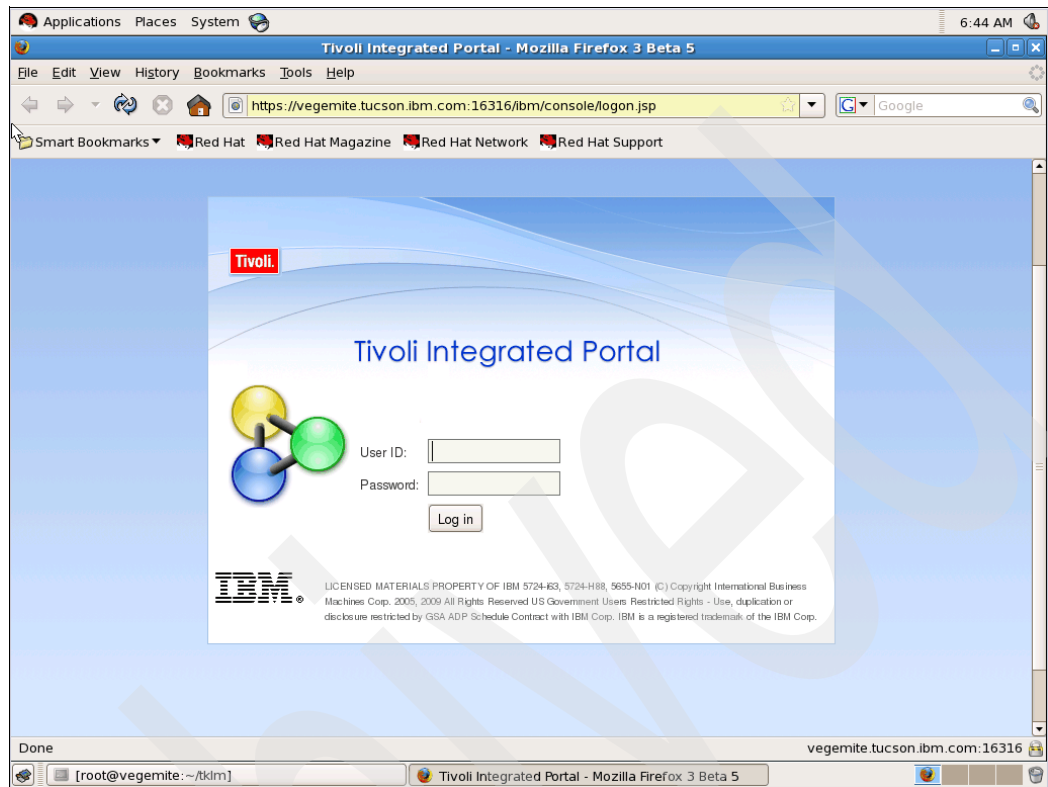 Applications Places System 6:44 AM
Tivoli Integrated Portal - Mozilla Firefox 3 Beta 5
File Edit View History Bookmarks Tools Help
https://vegemite.tucson.ibm.com:16316/ibm/console/logon.jsp G Google
Smart Bookmarks Red Hat Red Hat Magazine Red Hat Network Red Hat Support
Tivoli.
Tivoli Integrated Portal
User ID:
Password:
Log in
IBM®
LICENSED MATERIALS PROPERTY OF IBM 5724-I63, 5724-H88, 5655-N01 (C) Copyright International Business
Machines Corp. 2005, 2009 All Rights Reserved US Government Users Restricted Rights - Use, duplication or
disclosure restricted by GSA ADP Schedule Contract with IBM Corp. IBM is a registered trademark of the IBM Corp.
Done vegemite.tucson.ibm.com:16316
[root@vegemite:~/tklm] Tivoli Integrated Portal - Mozilla Firefox 3 Beta 5